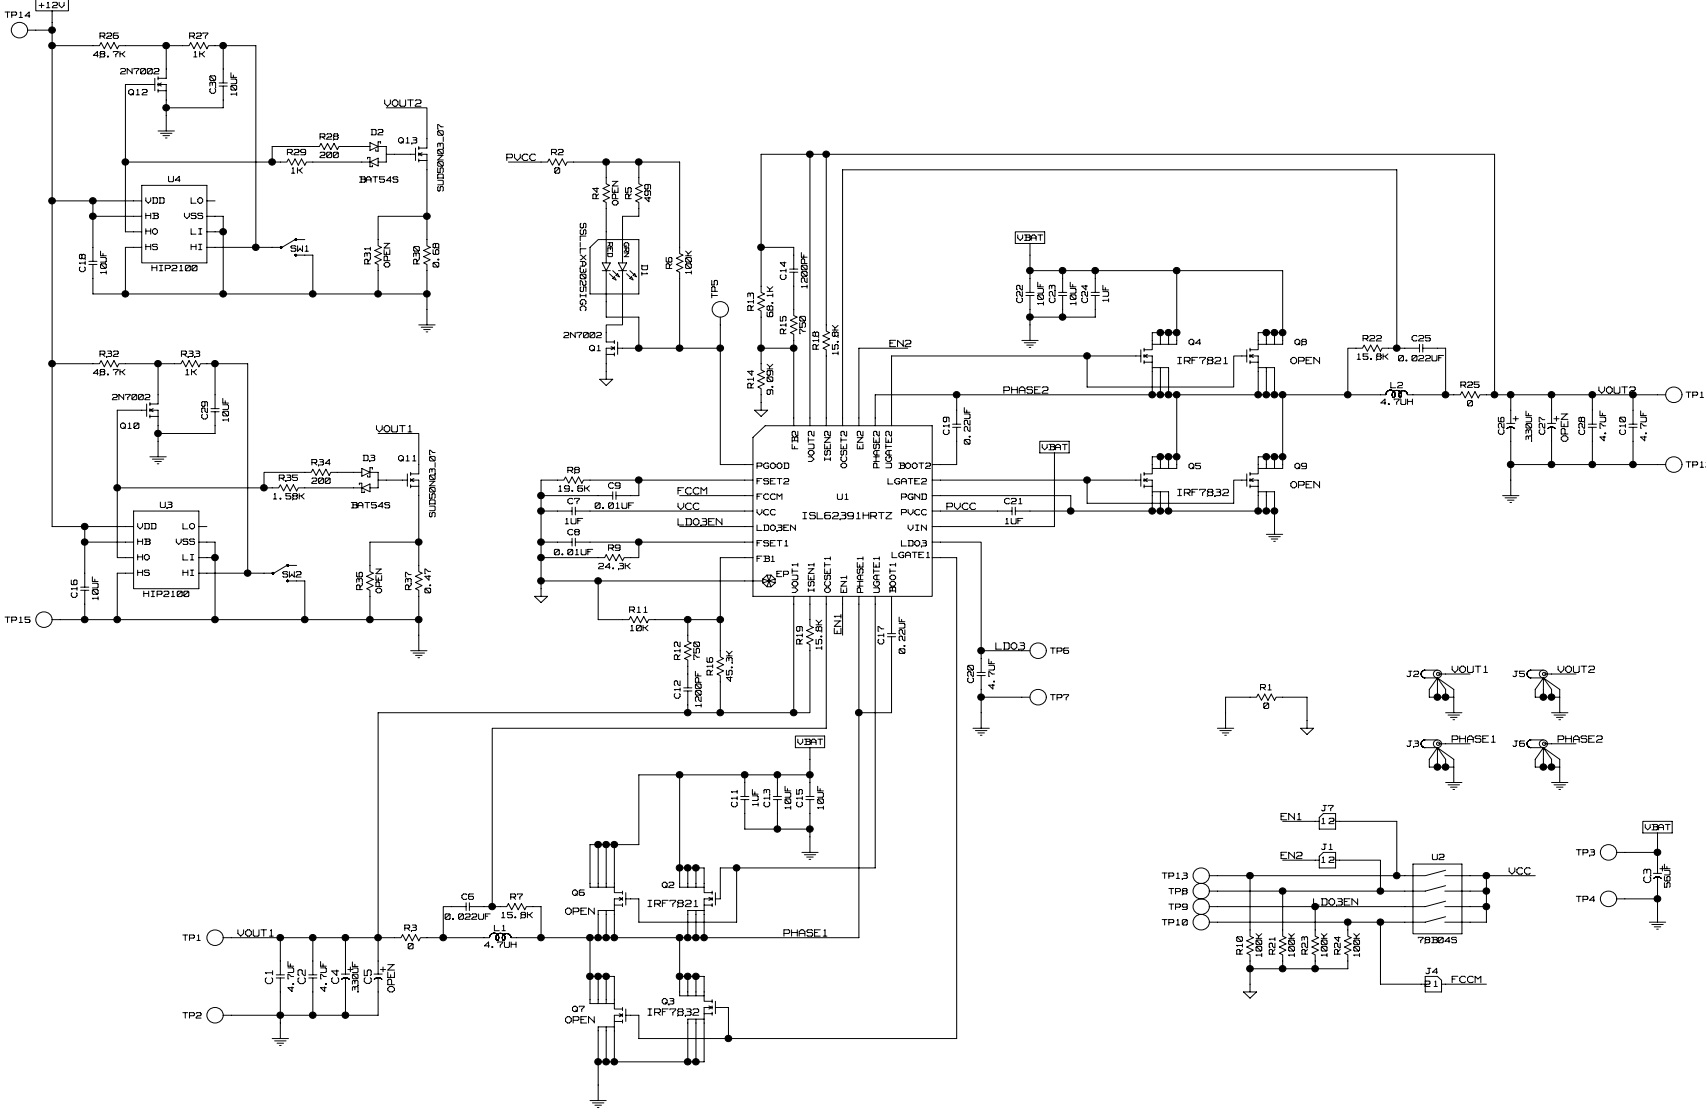 +12V
TP14
R26
48.7K
R27
1K
2N7002
Q12
C30
10UF
VOUT2
R28
200
R29
1K
D2
BAT54S
Q13
SUD50N03_07
U4
VDD
HB
HO
HS
LO
VSS
LI
HI
HIP2100
C18
10UF
SW1
R31
OPEN
R30
0.68
R32
48.7K
R33
1K
2N7002
Q10
C29
10UF
VOUT1
R34
200
R35
1.58K
D3
BAT54S
Q11
SUD50N03_07
U3
VDD
HB
HO
HS
LO
VSS
LI
HI
HIP2100
C16
10UF
SW2
R36
OPEN
R37
0.47
TP15
PVCC
R2
0
R4
OPEN
R5
499
RED
GRN
D1
SSL_LXA3025IGC
R6
100K
TP5
2N7002
Q1
R13
68.1K
C14
1200PF
R15
750
R18
15.8K
R14
9.09K
EN2
PHASE2
C19
0.22UF
VBAT
C22
10UF
C23
10UF
C24
1UF
Q4
IRF7821
Q8
OPEN
R22
15.8K
C25
0.022UF
L2
4.7UH
R25
0
VOUT2
TP1
C26
330UF
C27
OPEN
C28
4.7UF
C10
4.7UF
TP1
Q5
IRF7832
Q9
OPEN
VBAT
PVCC
C21
1UF
FB2
VOUT2
ISEN2
OCSET2
EN2
PHASE2
UGATE2
PGOOD
FSET2
FCCM
VCC
LDO3EN
FSET1
FB1
EP
U1
ISL62391HRTZ
BOOT2
LGATE2
PGND
PVCC
VIN
LDO3
LGATE1
VOUT1
ISEN1
OCSET1
EN1
PHASE1
UGATE1
BOOT1
R8
19.6K
C9
0.01UF
FCCM
C7
1UF
VCC
LDO3EN
C8
0.01UF
R9
24.3K
R11
10K
R12
750
C12
1200PF
R16
45.3K
R19
15.8K
EN1
C17
0.22UF
LDO3
TP6
C20
4.7UF
TP7
R1
0
J2
VOUT1
J5
VOUT2
J3
PHASE1
J6
PHASE2
VBAT
C11
1UF
C13
10UF
C15
10UF
Q6
OPEN
Q2
IRF7821
C6
0.022UF
R7
15.8K
TP1
VOUT1
R3
0
L1
4.7UH
PHASE1
C1
4.7UF
C2
4.7UF
C4
330UF
C5
OPEN
TP2
Q7
OPEN
Q3
IRF7832
EN1
J7
12
EN2
J1
12
U2
VCC
TP13
TP8
TP9
TP10
LDO3EN
78B04S
R10
100K
R21
100K
R23
100K
R24
100K
J4
21
FCCM
VBAT
TP3
C3
56UF
TP4